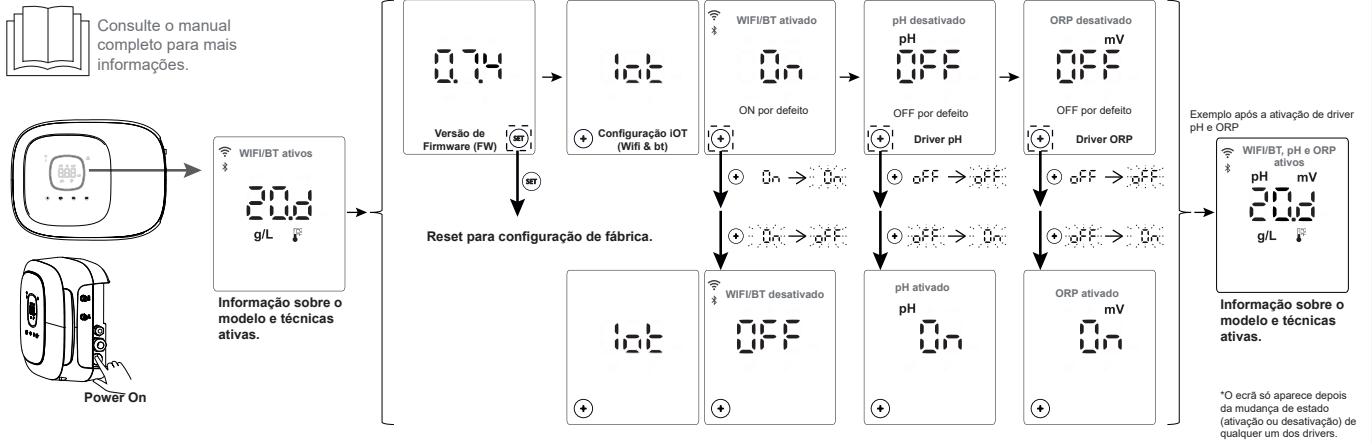 Consulte o manual
completo para mais
informações.
Power On
WIFI/BT ativos
20.d
g/L
Informação sobre o
modelo e técnicas
ativas.
0.7.4
Versão de
Firmware (FW)
SET
SET
Reset para configuração de fábrica.
Iot
+ Configuração iOT
(Wifi & bt)
WIFI/BT ativado
On
ON por defeito
+
+ On → On
+ On → oFF
pH desativado
pH
OFF
OFF por defeito
+ Driver pH
+ oFF → oFF
+ oFF → On
ORP desativado
mV
OFF
OFF por defeito
+ Driver ORP
+ oFF → oFF
+ oFF → On
Iot
+
WIFI/BT desativado
OFF
+
pH ativado
pH
On
+
ORP ativado
mV
On
+
Exemplo após a ativação de driver
pH e ORP
WIFI/BT, pH e ORP
ativos
pH mV
20.d
g/L
Informação sobre o
modelo e técnicas
ativas.
*O ecrã só aparece depois
da mudança de estado
(ativação ou desativação) de
qualquer um dos drivers.